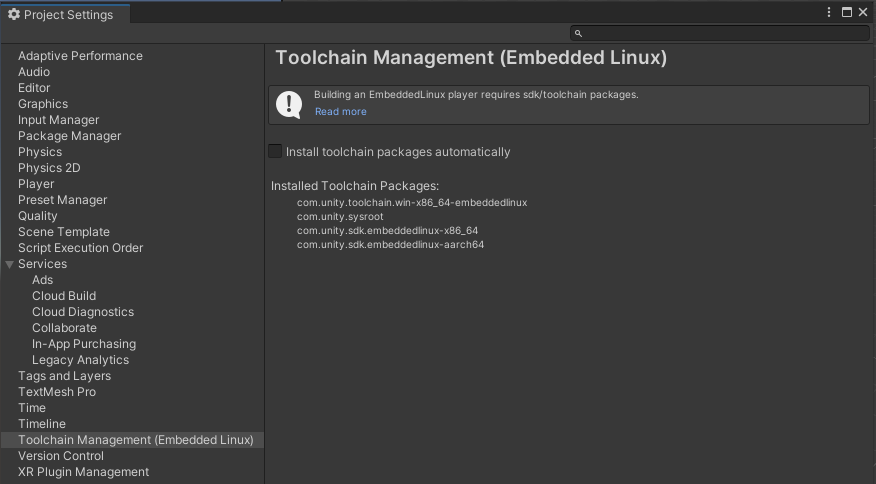 Project Settings
Adaptive Performance
Audio
Editor
Graphics
Input Manager
Package Manager
Physics
Physics 2D
Player
Preset Manager
Quality
Scene Template
Script Execution Order
Services
Ads
Cloud Build
Cloud Diagnostics
Collaborate
In-App Purchasing
Legacy Analytics
Tags and Layers
TextMesh Pro
Time
Timeline
Toolchain Management (Embedded Linux)
Version Control
XR Plugin Management
Toolchain Management (Embedded Linux)
Building an EmbeddedLinux player requires sdk/toolchain packages.
Read more
Install toolchain packages automatically
Installed Toolchain Packages:
com.unity.toolchain.win-x86_64-embeddedlinux
com.unity.sysroot
com.unity.sdk.embeddedlinux-x86_64
com.unity.sdk.embeddedlinux-aarch64